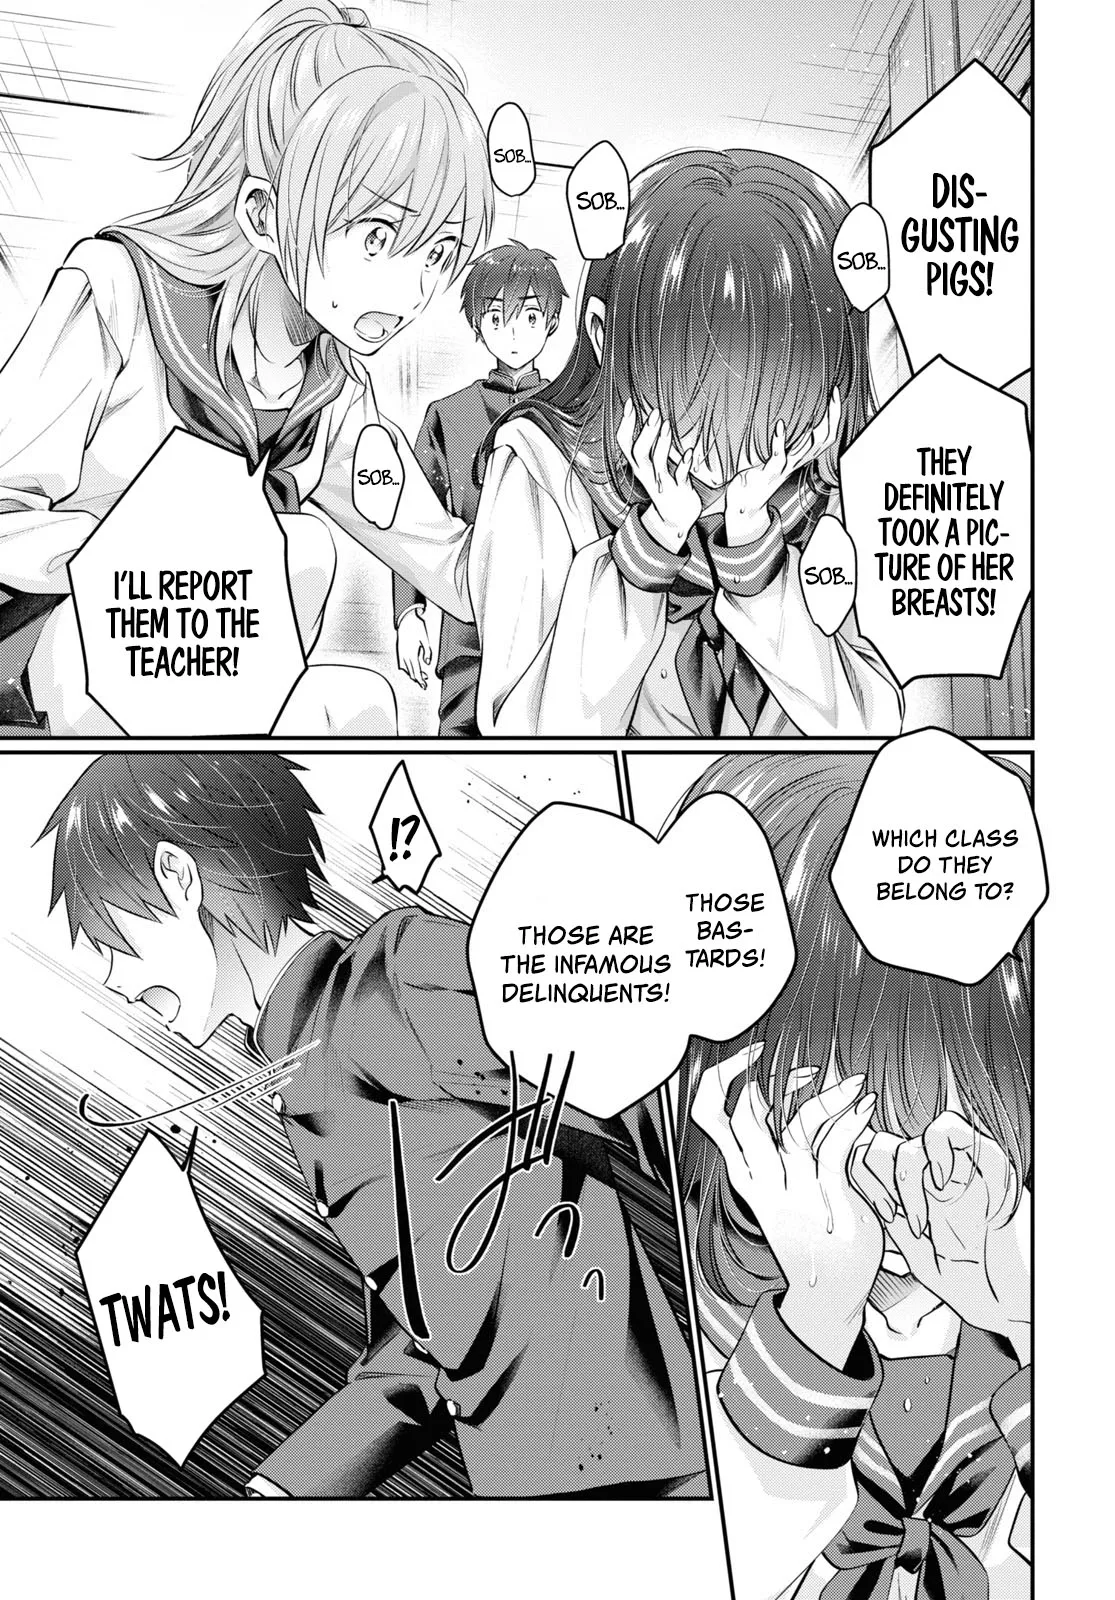 DIS-
GUSTING
PIGS!
THEY
DEFINITELY
TOOK A PIC-
TURE OF HER
BREASTS!
SOB...
SOB...
SOB...
SOB...
SOB...
I'LL REPORT
THEM TO THE
TEACHER!
WHICH CLASS
DO THEY
BELONG TO?
THOSE
BAS-
TARDS!
THOSE ARE
THE INFAMOUS
DELINQUENTS!
!?
TWATS!